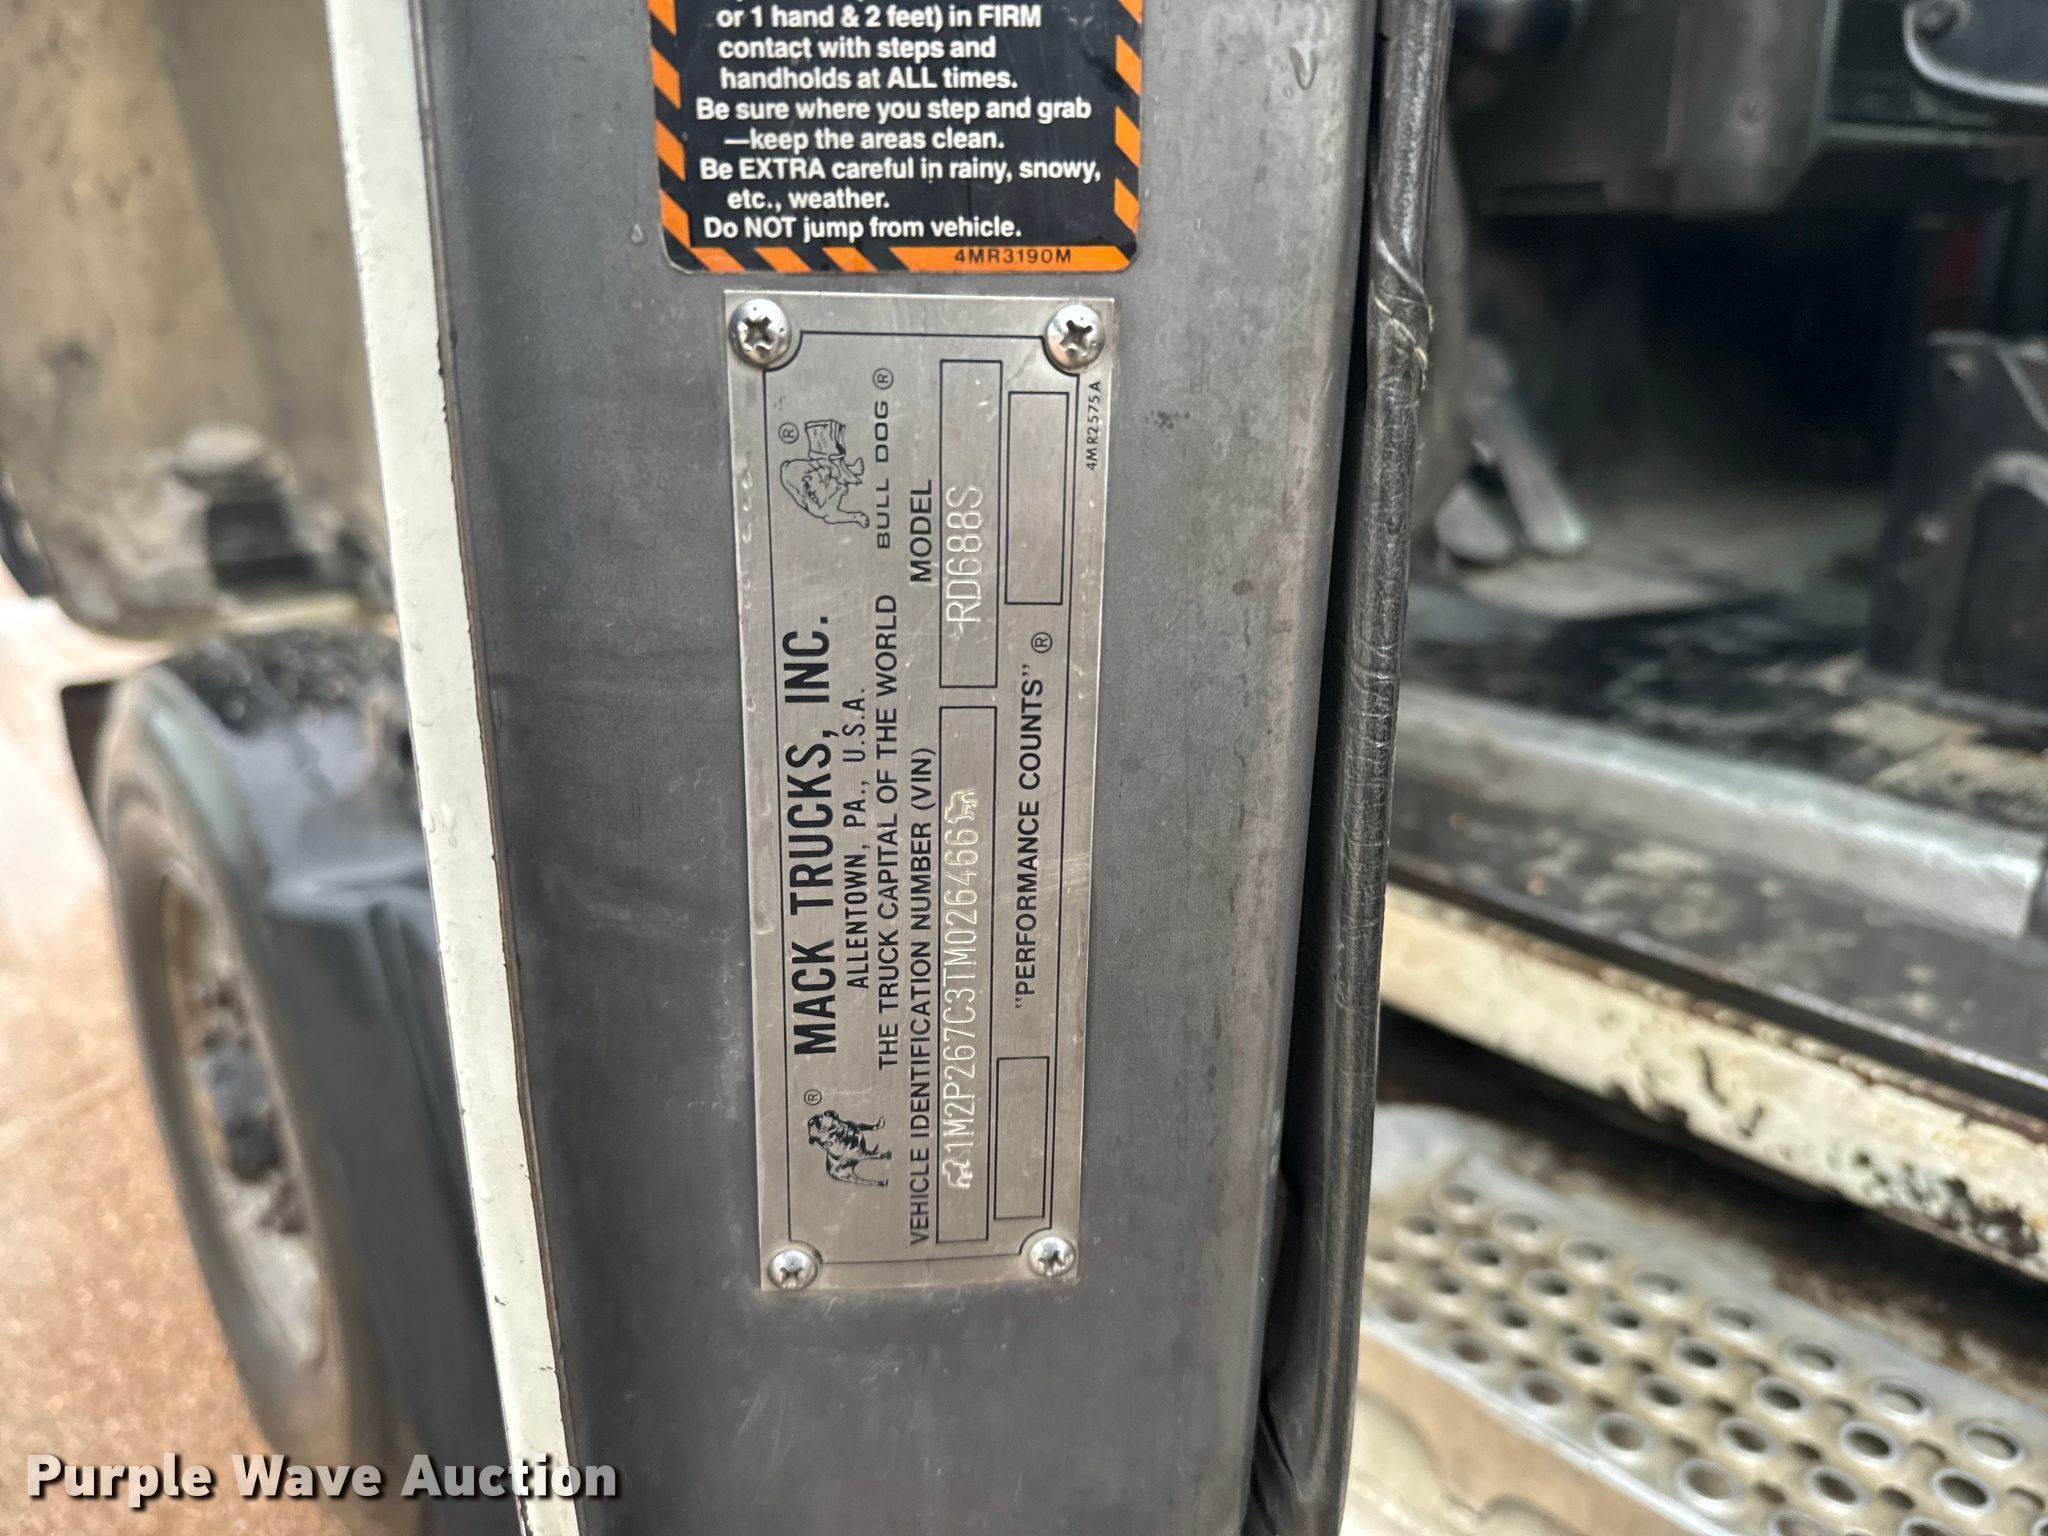 or 1 hand & 2 feet) in FIRM
contact with steps and
handholds at ALL times.
Be sure where you step and grab
—keep the areas clean.
Be EXTRA careful in rainy, snowy,
etc., weather.
Do NOT jump from vehicle.
4MR3190M
MACK TRUCKS, INC.
ALLENTOWN, PA., U.S.A.
THE TRUCK CAPITAL OF THE WORLD
BULL DOG ®
VEHICLE IDENTIFICATION NUMBER (VIN)
MODEL
1M2P267C3TM026466
RD688S
"PERFORMANCE COUNTS" ®
4MR2575A
Purple Wave Auction